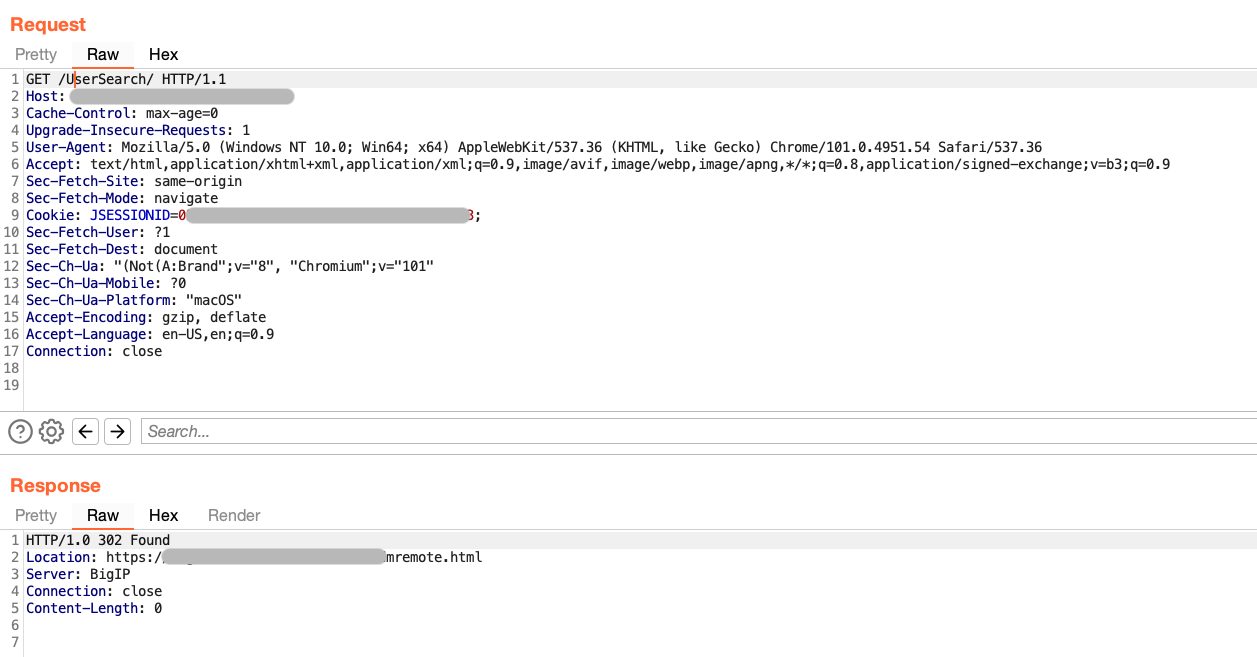 Request
Pretty Raw Hex
1 GET /UserSearch/ HTTP/1.1
2 Host:
3 Cache-Control: max-age=0
4 Upgrade-Insecure-Requests: 1
5 User-Agent: Mozilla/5.0 (Windows NT 10.0; Win64; x64) AppleWebKit/537.36 (KHTML, like Gecko) Chrome/101.0.4951.54 Safari/537.36
6 Accept: text/html,application/xhtml+xml,application/xml;q=0.9,image/avif,image/webp,image/apng,*/*;q=0.8,application/signed-exchange;v=b3;q=0.9
7 Sec-Fetch-Site: same-origin
8 Sec-Fetch-Mode: navigate
9 Cookie: JSESSIONID=0 3;
10 Sec-Fetch-User: ?1
11 Sec-Fetch-Dest: document
12 Sec-Ch-Ua: "(Not(A:Brand";v="8", "Chromium";v="101"
13 Sec-Ch-Ua-Mobile: ?0
14 Sec-Ch-Ua-Platform: "macOS"
15 Accept-Encoding: gzip, deflate
16 Accept-Language: en-US,en;q=0.9
17 Connection: close
18
19
Search...
Response
Pretty Raw Hex Render
1 HTTP/1.0 302 Found
2 Location: https:/ mremote.html
3 Server: BigIP
4 Connection: close
5 Content-Length: 0
6
7